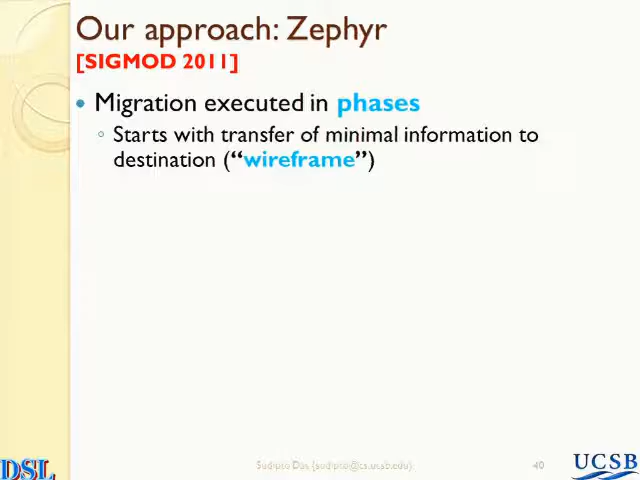 Our approach: Zephyr
[SIGMOD 2011]
• Migration executed in phases
◦ Starts with transfer of minimal information to
destination (“wireframe”)
DSL
Sudipto Das {sudipto@cs.ucsb.edu}
40
UCSB